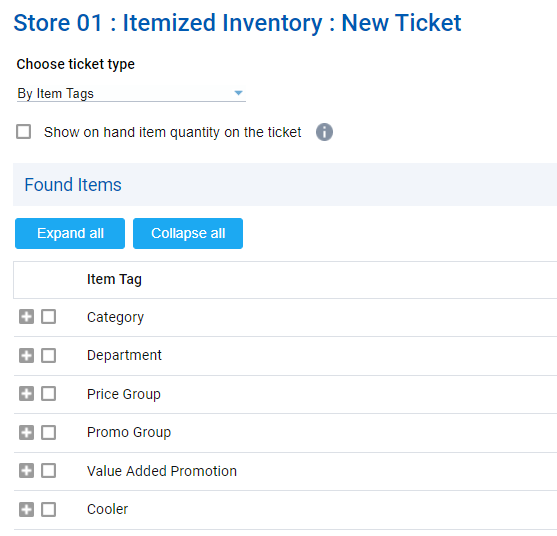 Store 01 : Itemized Inventory : New Ticket
Choose ticket type
By Item Tags
Show on hand item quantity on the ticket
Found Items
Expand all Collapse all
Item Tag
Category
Department
Price Group
Promo Group
Value Added Promotion
Cooler